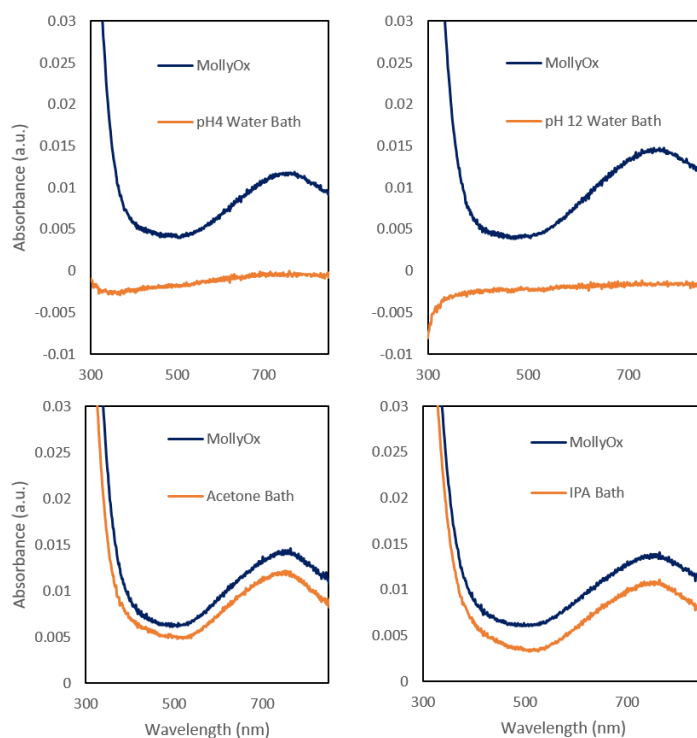 0.03
0.025
0.02
0.015
0.01
0.005
0
-0.005
-0.01
300 500 700
Absorbance (a.u.)
MollyOx
pH4 Water Bath
0.03
0.025
0.02
0.015
0.01
0.005
0
-0.005
-0.01
300 500 700
MollyOx
pH 12 Water Bath
0.03
0.025
0.02
0.015
0.01
0.005
0
300 500 700
Absorbance (a.u.)
Wavelength (nm)
MollyOx
Acetone Bath
0.03
0.025
0.02
0.015
0.01
0.005
0
300 500 700
Wavelength (nm)
MollyOx
IPA Bath